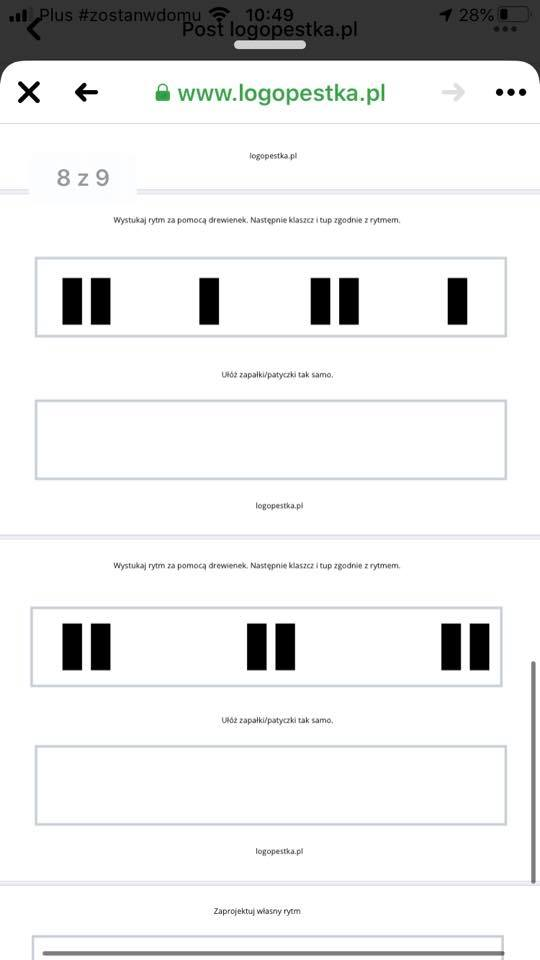 Plus #zostanwdomu 10:49 28%
Post logopestka.pl
www.logopestka.pl
logopestka.pl
8 z 9
Wystukaj rytm za pomocą drewienek. Następnie klaszcz i tup zgodnie z rytmem.
Ułóż zapałki/patyczki tak samo.
logopestka.pl
Wystukaj rytm za pomocą drewienek. Następnie klaszcz i tup zgodnie z rytmem.
Ułóż zapałki/patyczki tak samo.
logopestka.pl
Zaprojektuj własny rytm